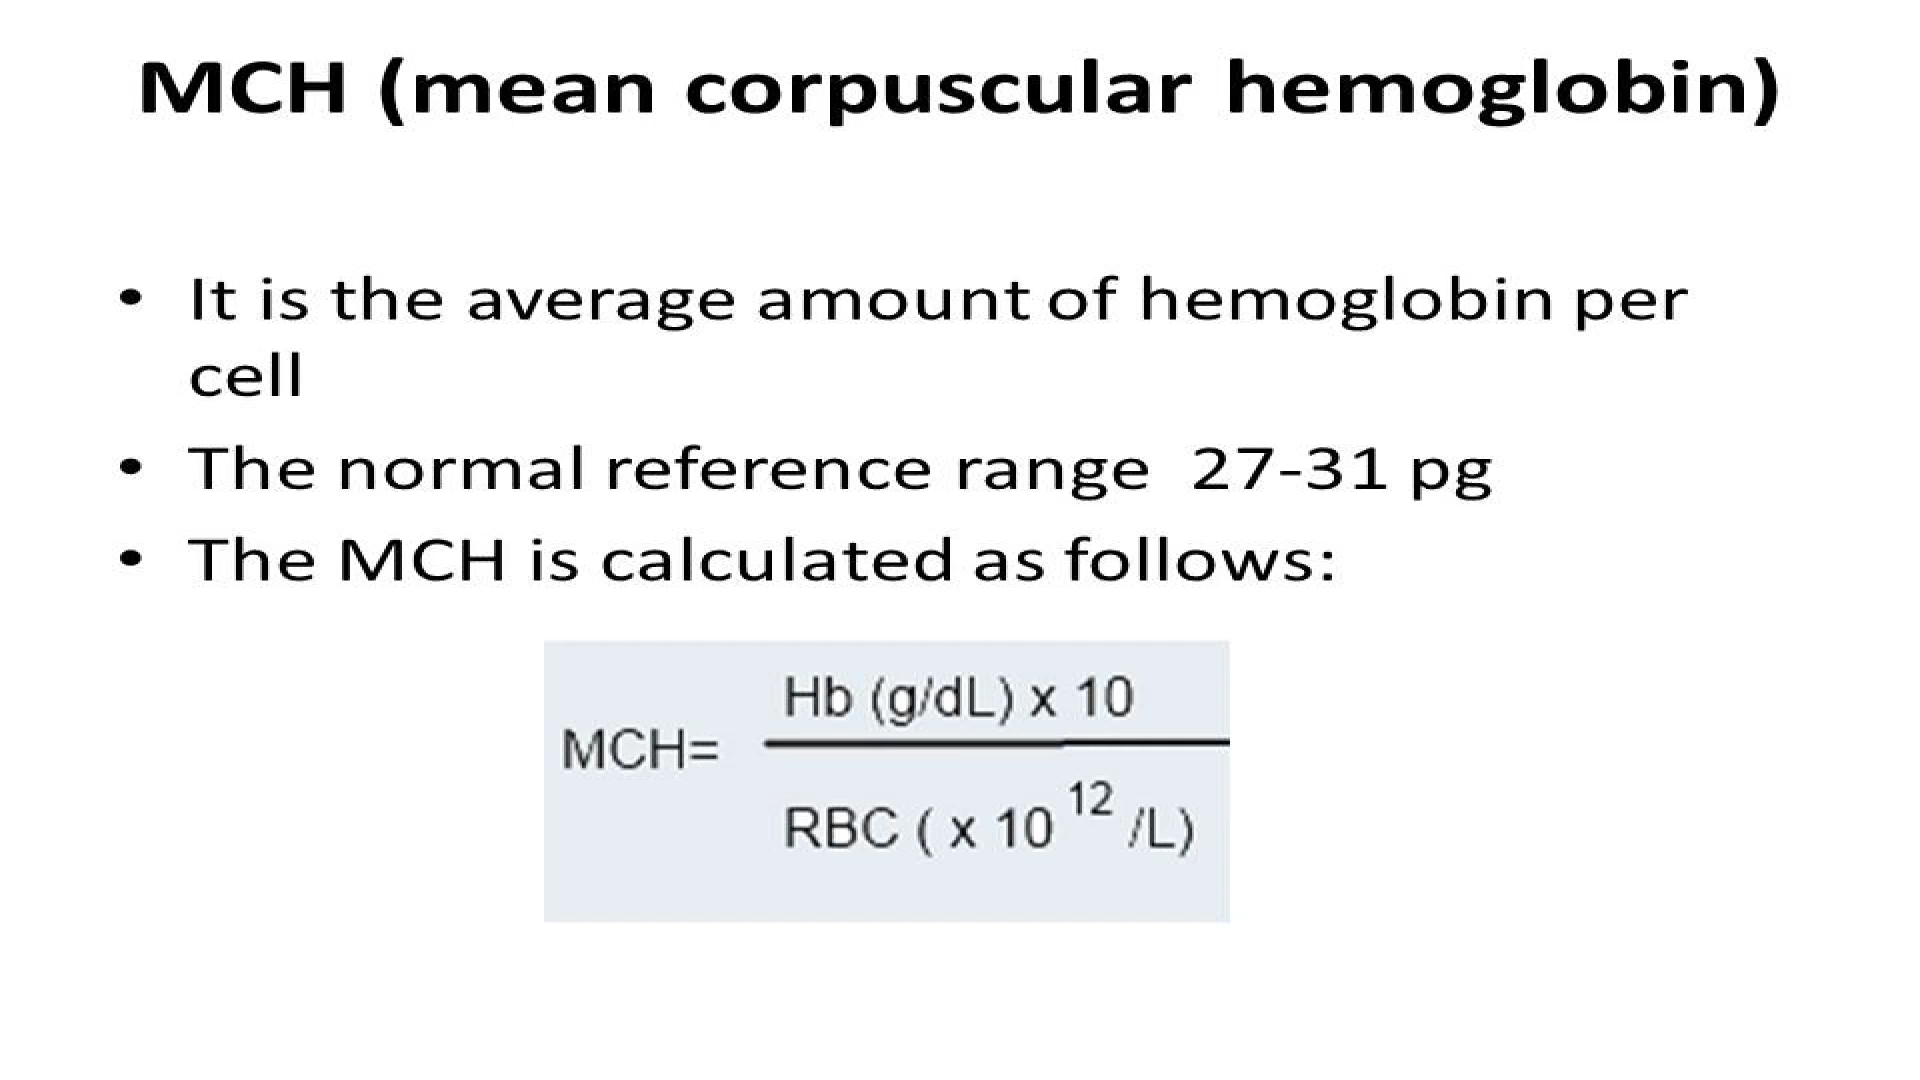 MCH (mean corpuscular hemoglobin)
• It is the average amount of hemoglobin per
cell
• The normal reference range 27-31 pg
• The MCH is calculated as follows:
Hb (g/dL) x 10
MCH=
RBC ( x 10 12 /L)